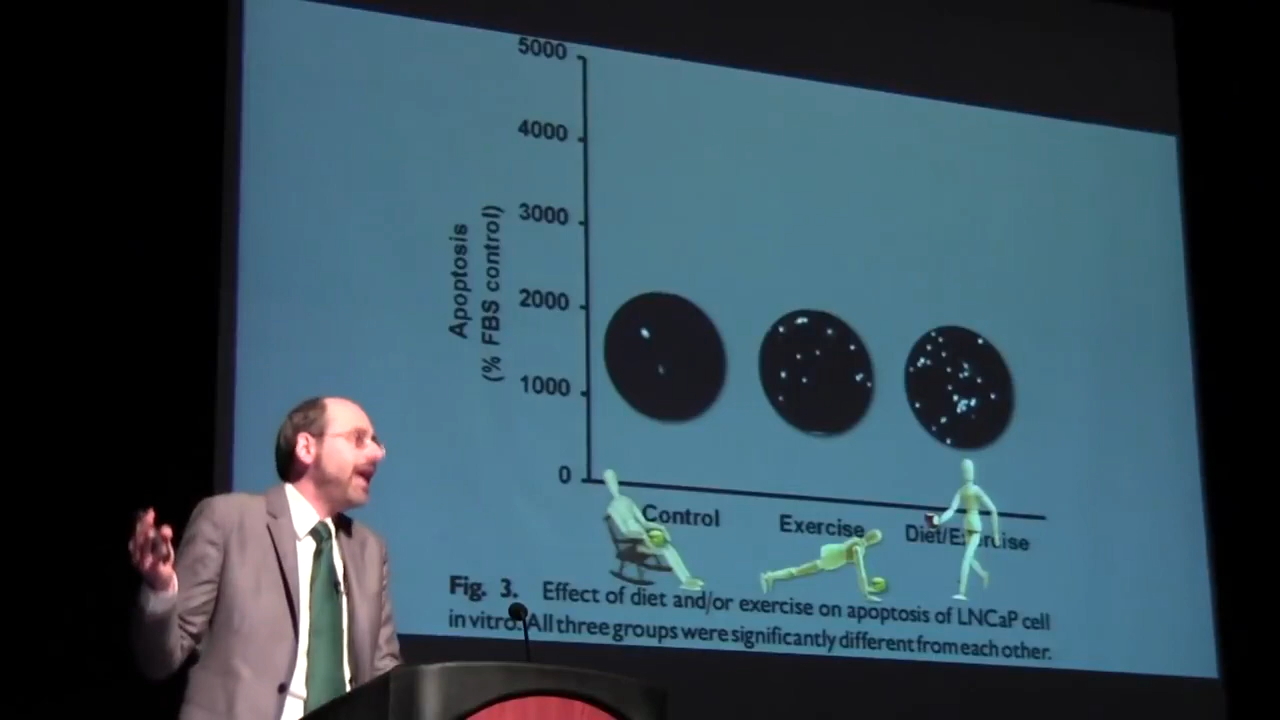 5000
4000
3000
2000
1000
0
Apoptosis
(% FBS control)
Control
Exercise
Diet/Exercise
Fig. 3. Effect of diet and/or exercise on apoptosis of LNCaP cell
in vitro. All three groups were significantly different from each other.